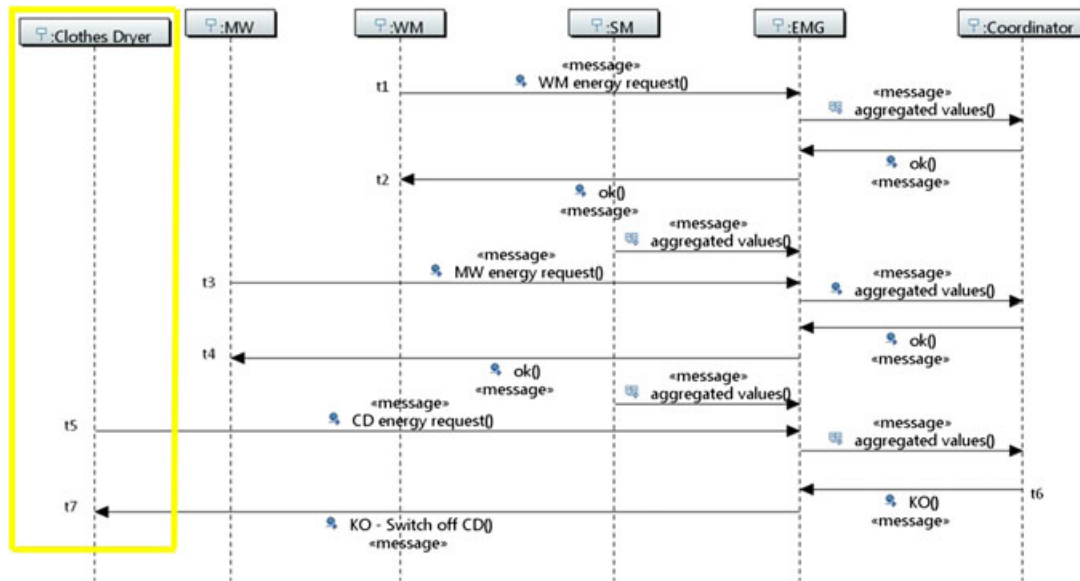 :Clothes Dryer
:MW
:WM
:SM
:EMG
:Coordinator
«message»
t1
WM energy request()
«message»
aggregated values()
ok()
«message»
t2
ok()
«message»
«message»
aggregated values()
«message»
t3
MW energy request()
«message»
aggregated values()
ok()
«message»
t4
ok()
«message»
«message»
aggregated values()
«message»
t5
CD energy request()
«message»
aggregated values()
t6
KO()
«message»
t7
KO - Switch off CD()
«message»